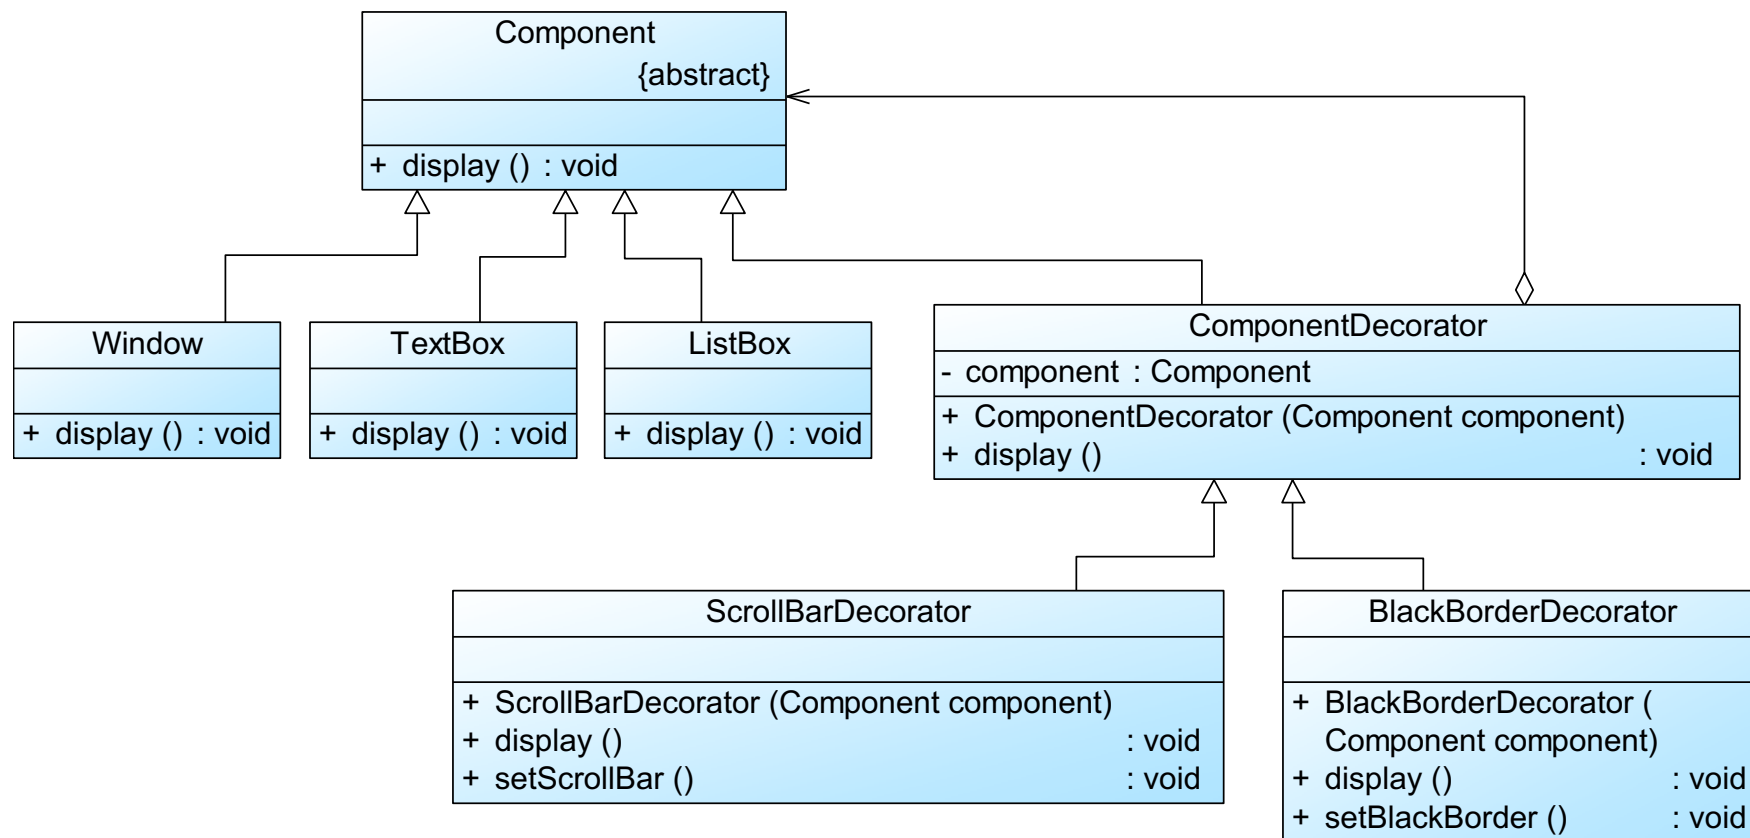 Component
{abstract}
+ display () : void
Window
+ display () : void
TextBox
+ display () : void
ListBox
+ display () : void
ComponentDecorator
- component : Component
+ ComponentDecorator (Component component)
+ display () : void
ScrollBarDecorator
+ ScrollBarDecorator (Component component)
+ display () : void
+ setScrollBar () : void
BlackBorderDecorator
+ BlackBorderDecorator (
Component component)
+ display () : void
+ setBlackBorder () : void